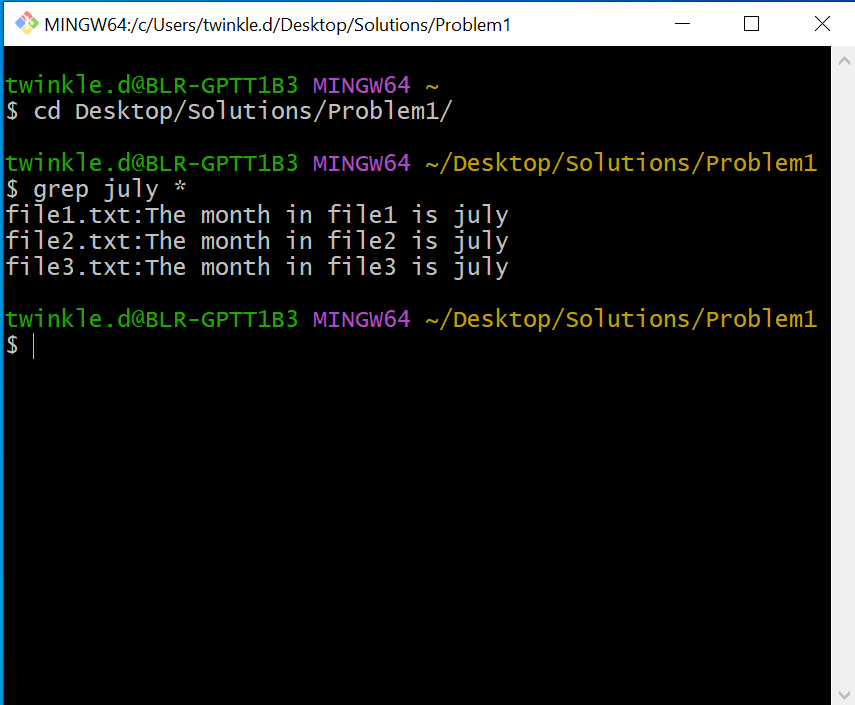 MINGW64:/c/Users/twinkle.d/Desktop/Solutions/Problem1
twinkle.d@BLR-GPTT1B3 MINGW64 ~
$ cd Desktop/Solutions/Problem1/
twinkle.d@BLR-GPTT1B3 MINGW64 ~/Desktop/Solutions/Problem1
$ grep july *
file1.txt:The month in file1 is july
file2.txt:The month in file2 is july
file3.txt:The month in file3 is july
twinkle.d@BLR-GPTT1B3 MINGW64 ~/Desktop/Solutions/Problem1
$